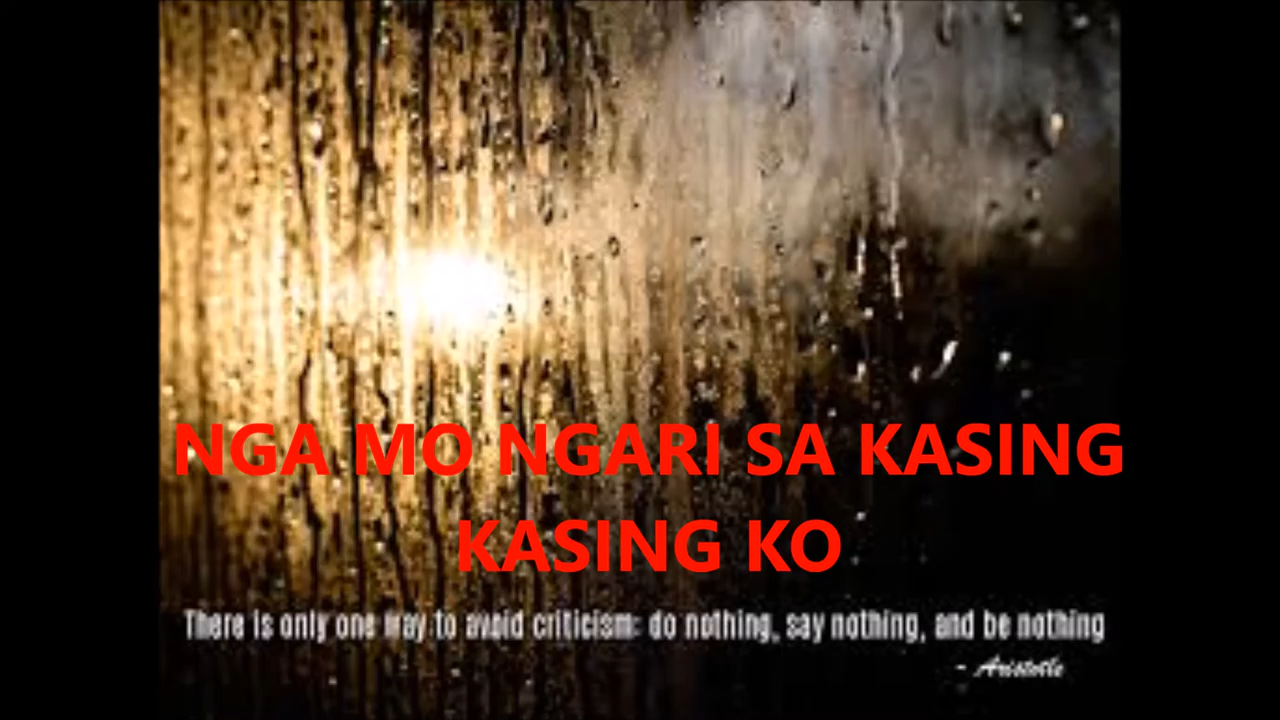 NGA MO NGARI SA KASING
KASING KO
There is only one way to avoid criticism: do nothing, say nothing, and be nothing
- Aristotle